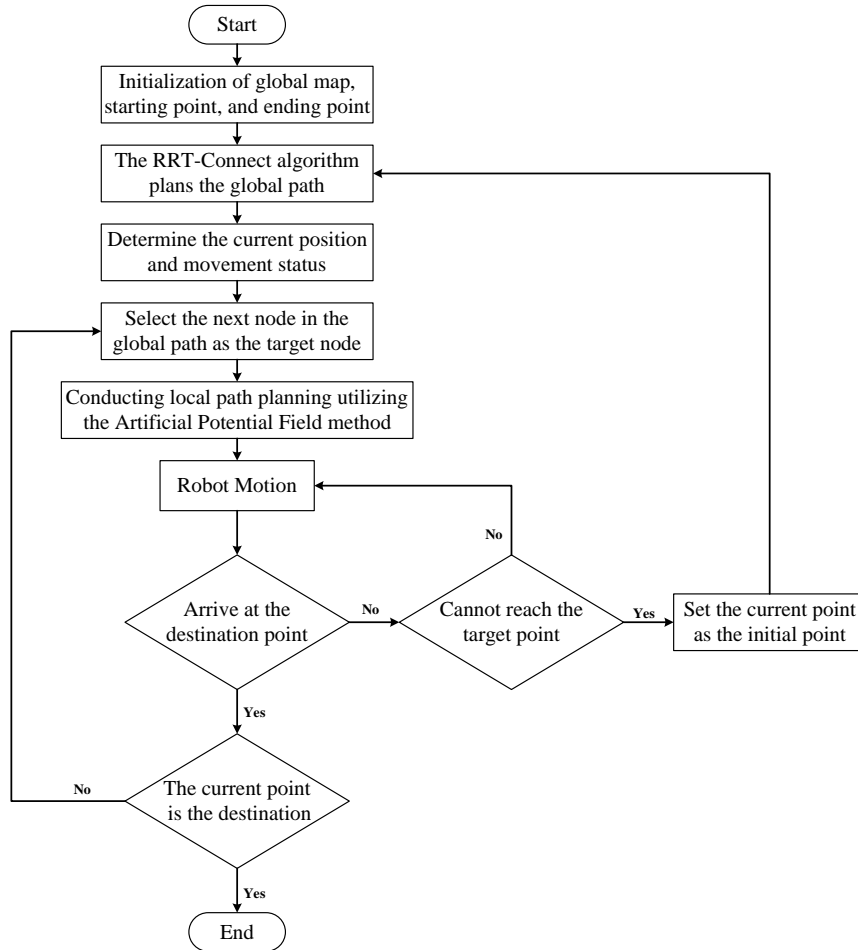 Start
Initialization of global map,
starting point, and ending point
The RRT-Connect algorithm
plans the global path
Determine the current position
and movement status
Select the next node in the
global path as the target node
Conducting local path planning utilizing
the Artificial Potential Field method
Robot Motion
No
Arrive at the
destination point
No
Cannot reach the
target point
Yes
Set the current point
as the initial point
Yes
No
The current point
is the destination
Yes
End